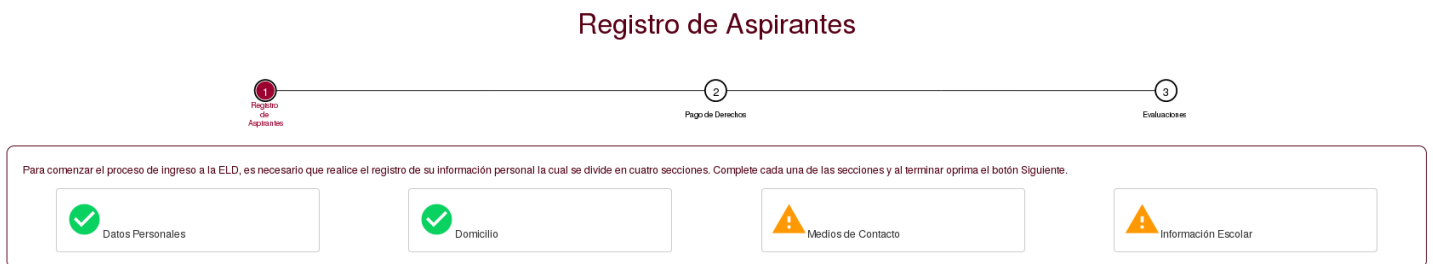 Registro de Aspirantes
1
Registro
de
Aspirantes
2
Pago de Derechos
3
Evaluaciones
Para comenzar el proceso de ingreso a la ELD, es necesario que realice el registro de su información personal la cual se divide en cuatro secciones. Complete cada una de las secciones y al terminar oprima el botón Siguiente.
Datos Personales
Domicilio
Medios de Contacto
Información Escolar